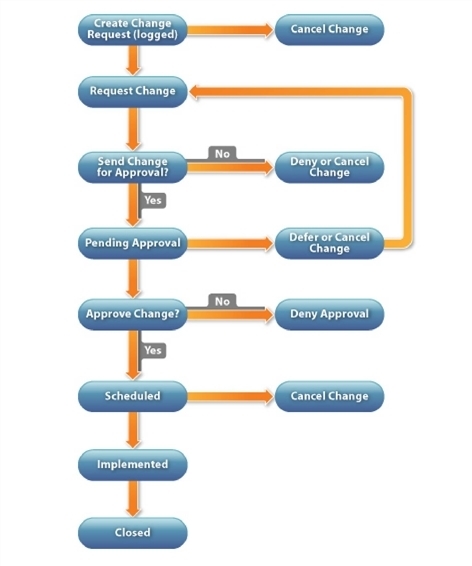 Create Change
Request (logged)
Cancel Change
Request Change
Send Change
for Approval?
No
Deny or Cancel
Change
Yes
Pending Approval
Defer or Cancel
Change
Approve Change?
No
Deny Approval
Yes
Scheduled
Cancel Change
Implemented
Closed